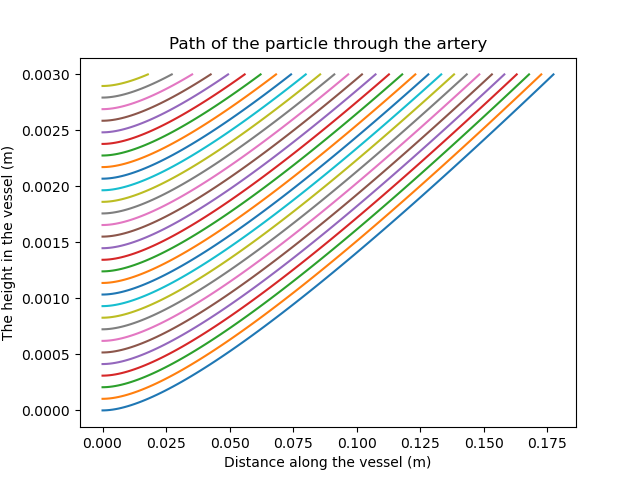 Path of the particle through the artery
The height in the vessel (m)
0.0030
0.0025
0.0020
0.0015
0.0010
0.0005
0.0000
0.000 0.025 0.050 0.075 0.100 0.125 0.150 0.175
Distance along the vessel (m)